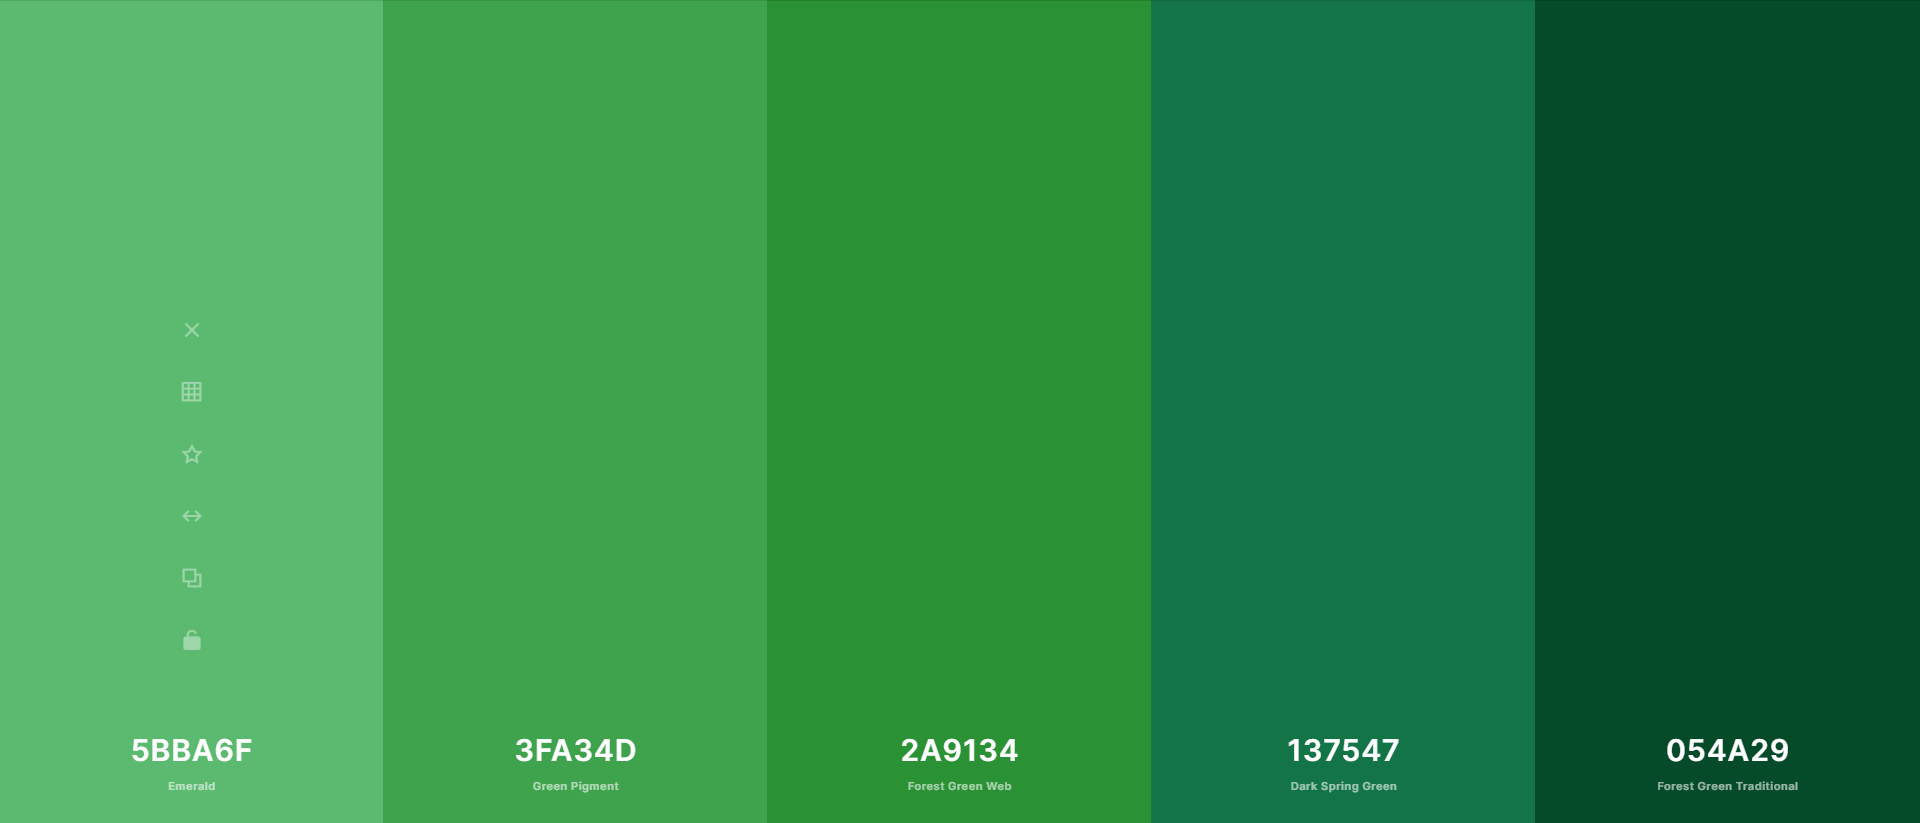 5BBA6F
Emerald
3FA34D
Green Pigment
2A9134
Forest Green Web
137547
Dark Spring Green
054A29
Forest Green Traditional